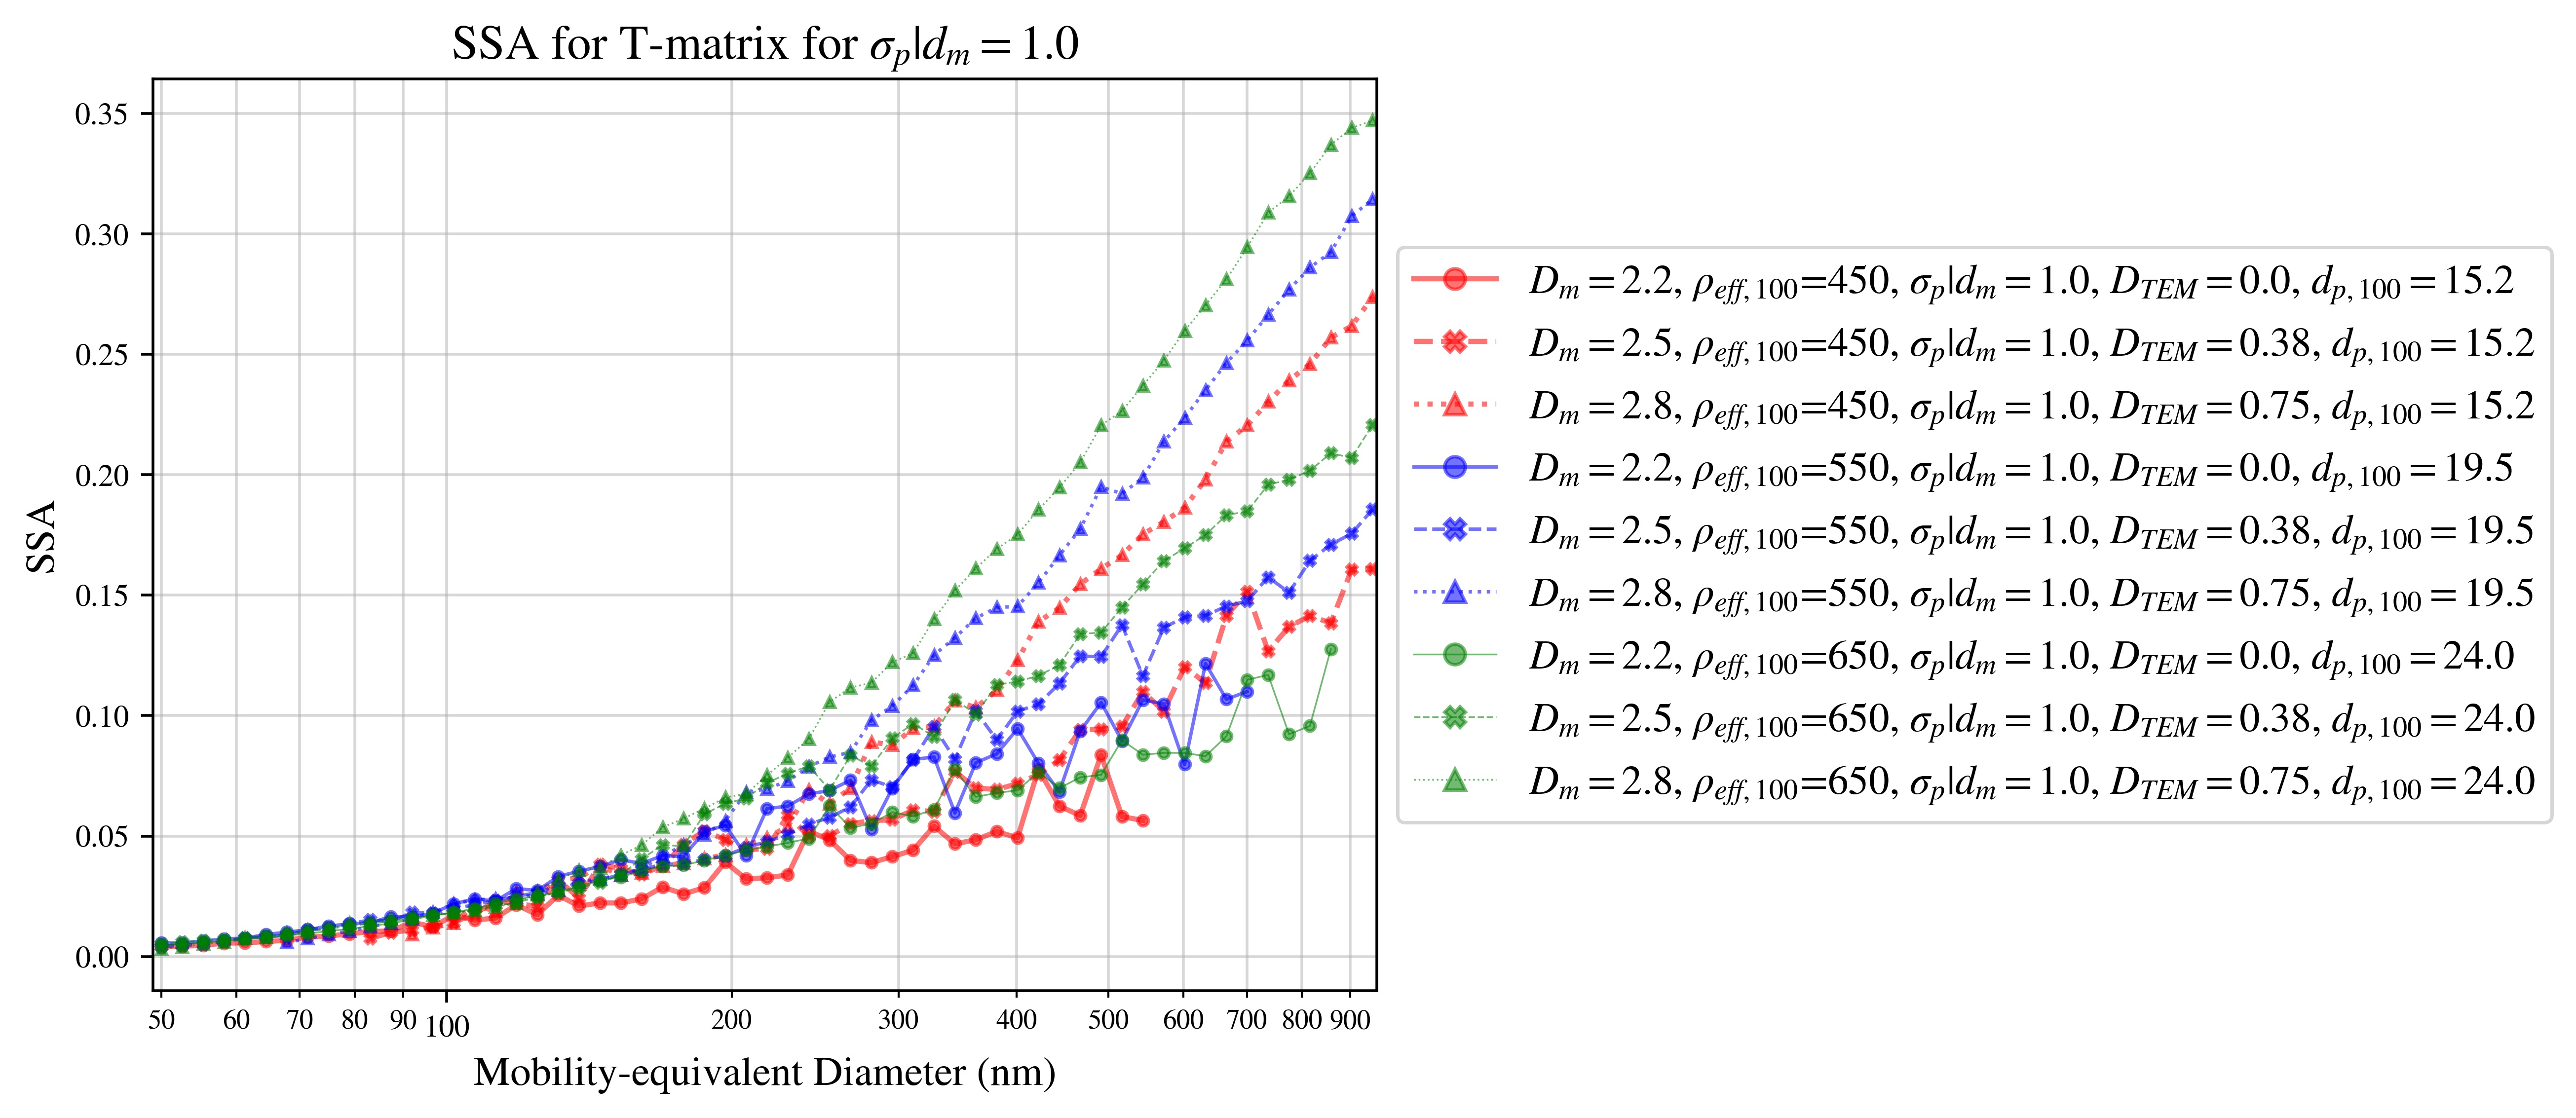 SSA for T-matrix for σp|dm = 1.0
0.35
0.30
0.25
0.20
0.15
0.10
0.05
0.00
SSA
50 60 70 80 90 100 200 300 400 500 600 700 800 900
Mobility-equivalent Diameter (nm)
Dm = 2.2, ρeff,100=450, σp|dm = 1.0, DTEM = 0.0, dp,100 = 15.2
Dm = 2.5, ρeff,100=450, σp|dm = 1.0, DTEM = 0.38, dp,100 = 15.2
Dm = 2.8, ρeff,100=450, σp|dm = 1.0, DTEM = 0.75, dp,100 = 15.2
Dm = 2.2, ρeff,100=550, σp|dm = 1.0, DTEM = 0.0, dp,100 = 19.5
Dm = 2.5, ρeff,100=550, σp|dm = 1.0, DTEM = 0.38, dp,100 = 19.5
Dm = 2.8, ρeff,100=550, σp|dm = 1.0, DTEM = 0.75, dp,100 = 19.5
Dm = 2.2, ρeff,100=650, σp|dm = 1.0, DTEM = 0.0, dp,100 = 24.0
Dm = 2.5, ρeff,100=650, σp|dm = 1.0, DTEM = 0.38, dp,100 = 24.0
Dm = 2.8, ρeff,100=650, σp|dm = 1.0, DTEM = 0.75, dp,100 = 24.0